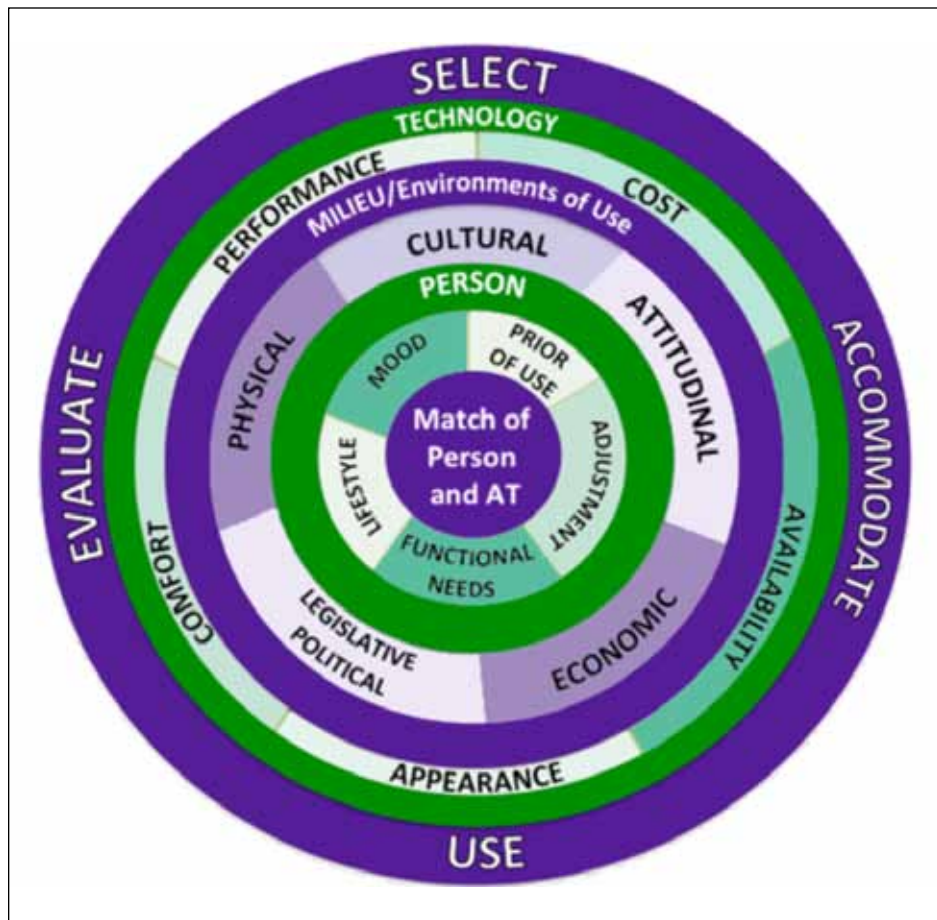 SELECT
TECHNOLOGY
PERFORMANCE
COST
MILIEU/Environments of Use
CULTURAL
PERSON
PHYSICAL
ATTITUDINAL
MOOD
PRIOR
OF USE
EVALUATE
ACCOMMODATE
Match of
Person
and AT
LIFESTYLE
ADJUSTMENT
FUNCTIONAL
NEEDS
COMFORT
AVAILABILITY
LEGISLATIVE
POLITICAL
ECONOMIC
APPEARANCE
USE